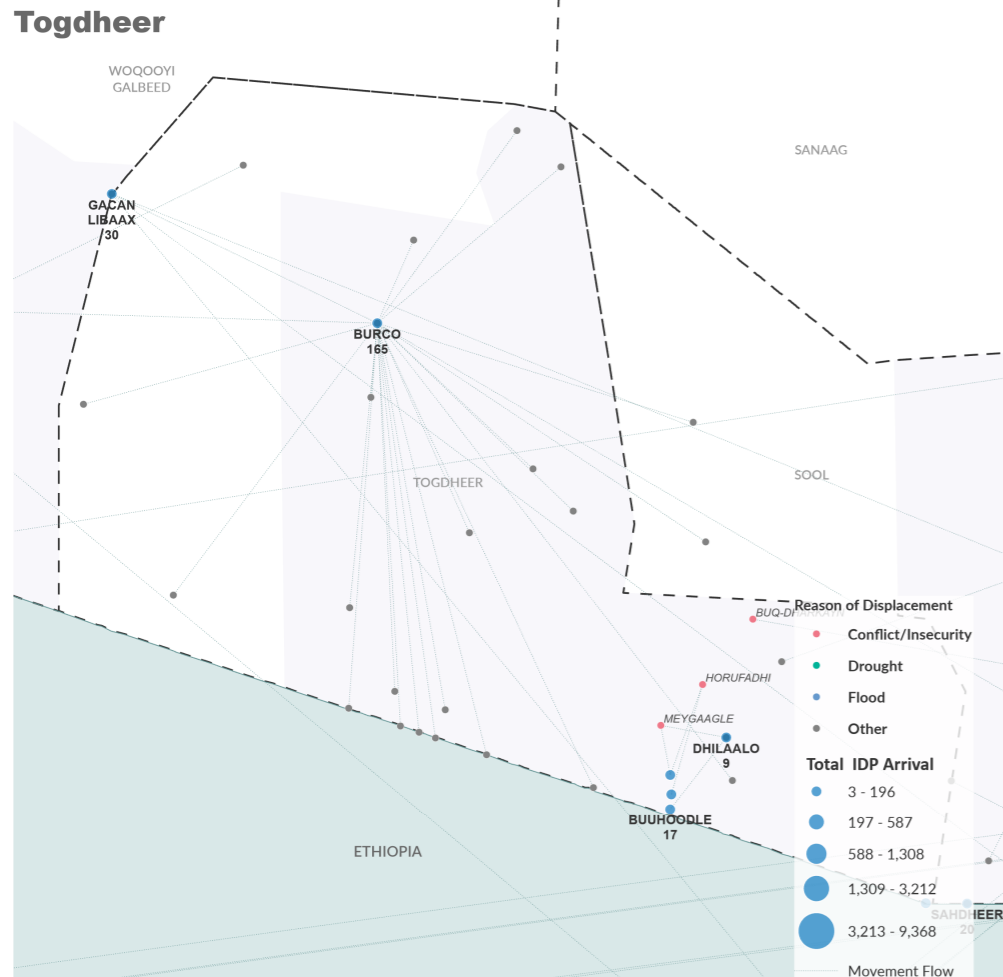 Togdheer
WOQOOYI
GALBEED
SANAAG
GACAN
LIBAAX
30
BURCO
165
TOGDHEER
SOOL
Reason of Displacement
Conflict/Insecurity
Drought
Flood
Other
Total IDP Arrival
3 - 196
197 - 587
588 - 1,308
1,309 - 3,212
3,213 - 9,368
Movement Flow
HORUFADHI
MEYGAAGLE
DHILAALO
9
BUUHOODLE
17
ETHIOPIA
SAHDHEER
20